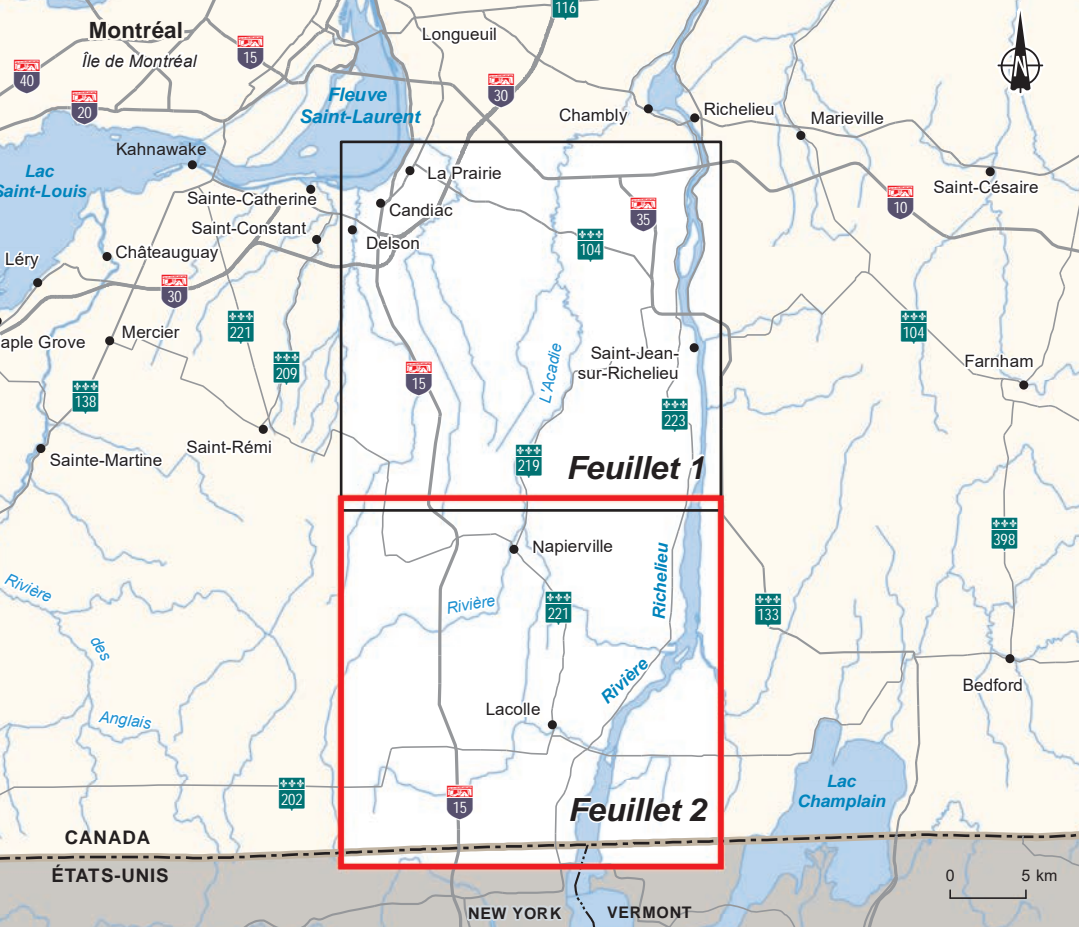 116
Montréal
Longueuil
15
Île de Montréal
40
30
20
Fleuve
Saint-Laurent
Chambly
Richelieu
Marieville
N
Kahnawake
Lac
Saint-Louis
La Prairie
Saint-Césaire
Sainte-Catherine
Candiac
35
10
Saint-Constant
Delson
104
Châteauguay
Léry
30
221
Mercier
aple Grove
104
Saint-Jean-
sur-Richelieu
Farnham
209
L'Acadie
15
138
223
Saint-Rémi
Sainte-Martine
219
Feuillet 1
398
Napierville
Richelieu
Rivière
des
Anglais
Rivière
221
133
Rivière
Bedford
Lacolle
Lac
Champlain
202
15
Feuillet 2
CANADA
ÉTATS-UNIS
0 5 km
NEW YORK
VERMONT